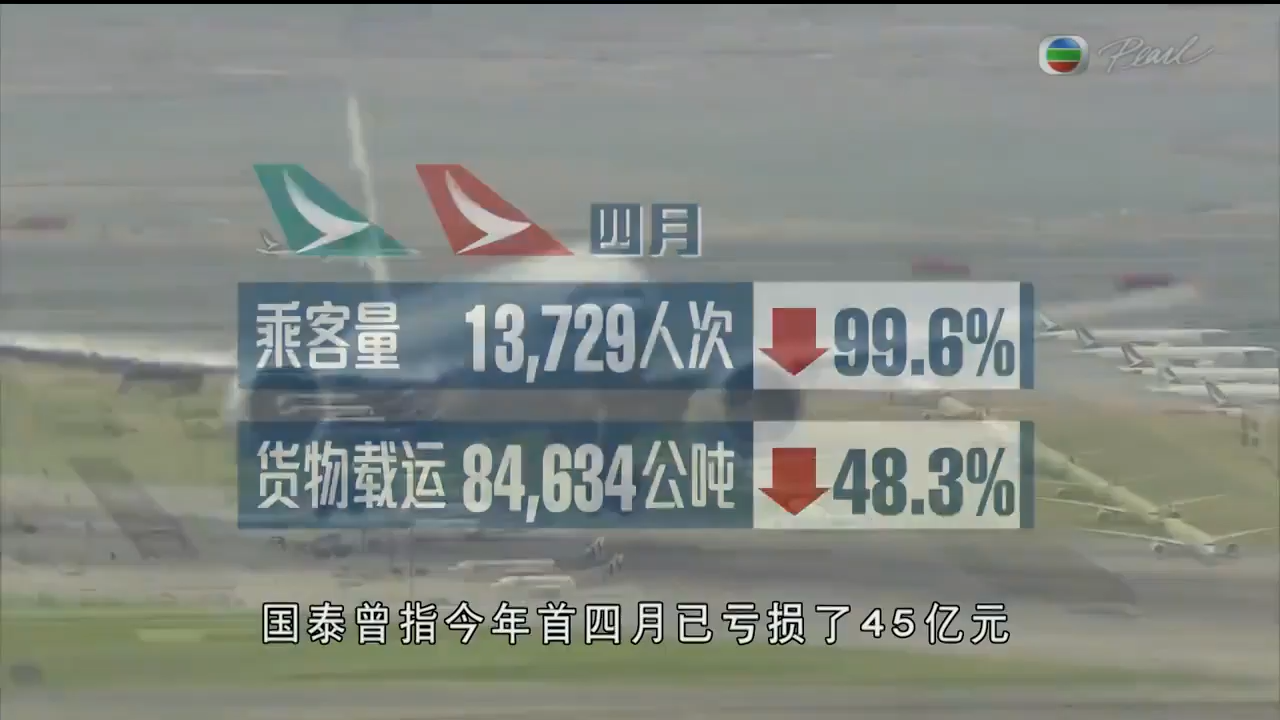 Pearl
四月
乘客量 13,729人次 99.6%
货物载运 84,634公吨 48.3%
国泰曾指今年首四月已亏损了45亿元